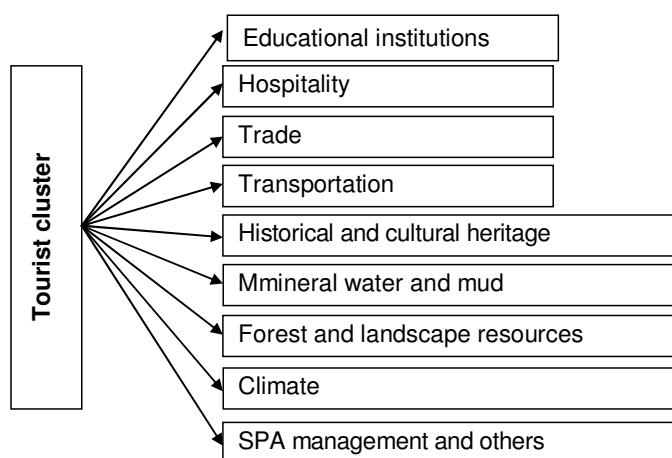 Tourist cluster
Educational institutions
Hospitality
Trade
Transportation
Historical and cultural heritage
Mmineral water and mud
Forest and landscape resources
Climate
SPA management and others